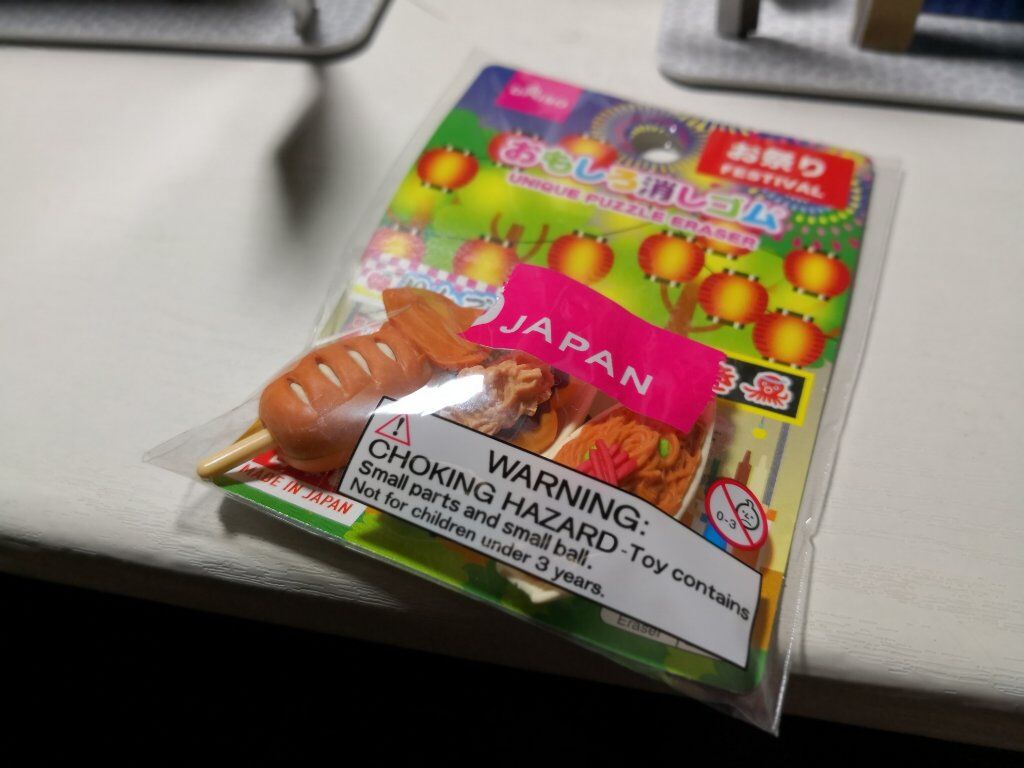 DAISO
お祭り
FESTIVAL
おもしろ消しゴム
UNIQUE PUZZLE ERASER
JAPAN
WARNING:
CHOKING HAZARD-Toy contains
Small parts and small ball.
Not for children under 3 years.
0-3
MADE IN JAPAN
Eraser